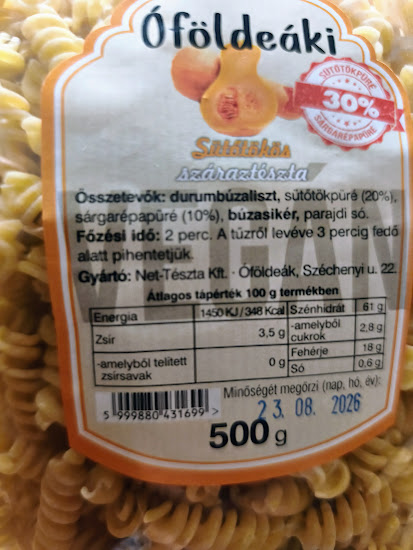 Óföldeáki
SÜTŐTÖKPÜRÉ
30%
SÁRGARÉPAPÜRÉ
Sütőtökös
száraztészta
VEGÁN
Összetevők: durumbúzaliszt, sütőtökpüré (20%),
sárgarépapüré (10%), búzasikér, parajdi só.
Főzési idő: 2 perc. A tűzről levéve 3 percig fedő
alatt pihentetjük.
Gyártó: Net-Tészta Kft. · Óföldeák, Széchenyi u. 22.
Átlagos tápérték 100 g termékben
Energia 1450 KJ / 348 Kcal
Zsír 3,5 g
-amelyből telített
zsírsavak 0 g
Szénhidrát 61 g
-amelyből
cukrok 2,8 g
Fehérje 18 g
Só 0,6 g
Minőségét megőrzi (nap, hó, év):
23. 08. 2026
5 999880 431699 >
500 g